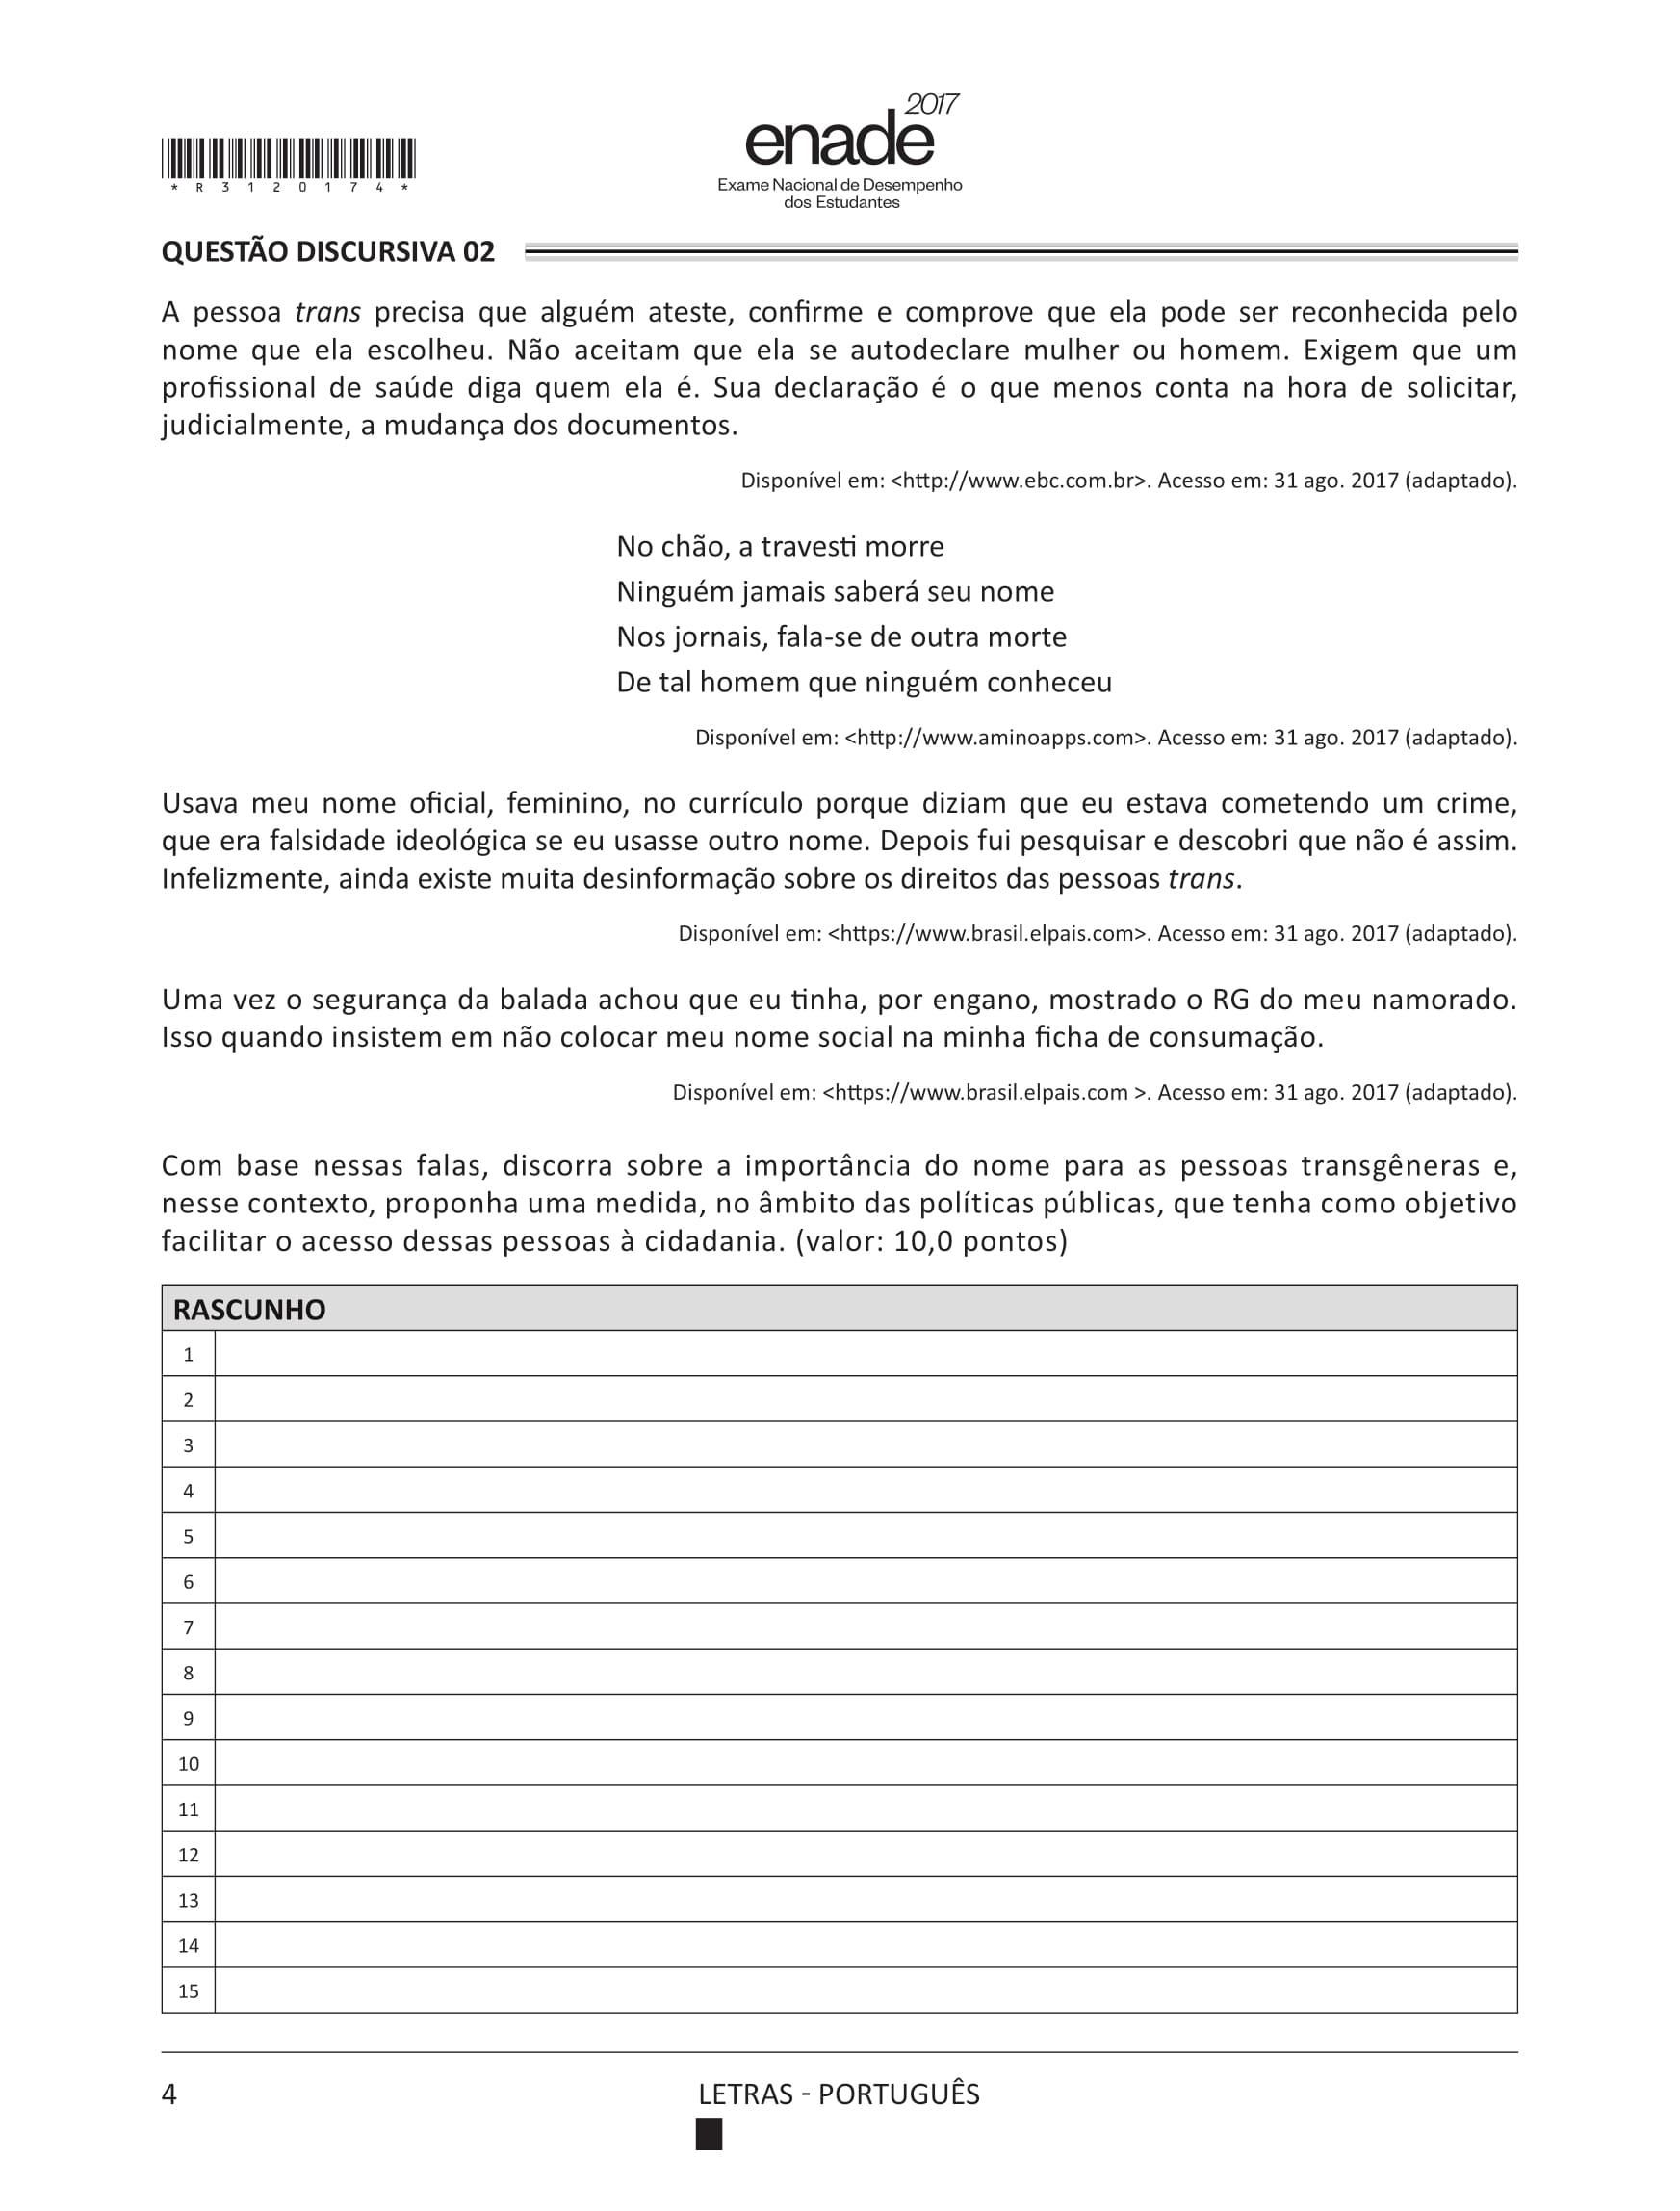 2017
enade
Exame Nacional de Desempenho
dos Estudantes
* R 3 1 2 0 1 7 4 *
QUESTÃO DISCURSIVA 02
A pessoa trans precisa que alguém ateste, confirme e comprove que ela pode ser reconhecida pelo
nome que ela escolheu. Não aceitam que ela se autodeclare mulher ou homem. Exigem que um
profissional de saúde diga quem ela é. Sua declaração é o que menos conta na hora de solicitar,
judicialmente, a mudança dos documentos.
Disponível em: <http://www.ebc.com.br>. Acesso em: 31 ago. 2017 (adaptado).
No chão, a travesti morre
Ninguém jamais saberá seu nome
Nos jornais, fala-se de outra morte
De tal homem que ninguém conheceu
Disponível em: <http://www.aminoapps.com>. Acesso em: 31 ago. 2017 (adaptado).
Usava meu nome oficial, feminino, no currículo porque diziam que eu estava cometendo um crime,
que era falsidade ideológica se eu usasse outro nome. Depois fui pesquisar e descobri que não é assim.
Infelizmente, ainda existe muita desinformação sobre os direitos das pessoas trans.
Disponível em: <https://www.brasil.elpais.com>. Acesso em: 31 ago. 2017 (adaptado).
Uma vez o segurança da balada achou que eu tinha, por engano, mostrado o RG do meu namorado.
Isso quando insistem em não colocar meu nome social na minha ficha de consumação.
Disponível em: <https://www.brasil.elpais.com >. Acesso em: 31 ago. 2017 (adaptado).
Com base nessas falas, discorra sobre a importância do nome para as pessoas transgêneras e,
nesse contexto, proponha uma medida, no âmbito das políticas públicas, que tenha como objetivo
facilitar o acesso dessas pessoas à cidadania. (valor: 10,0 pontos)
RASCUNHO
1
2
3
4
5
6
7
8
9
10
11
12
13
14
15
4
LETRAS - PORTUGUÊS